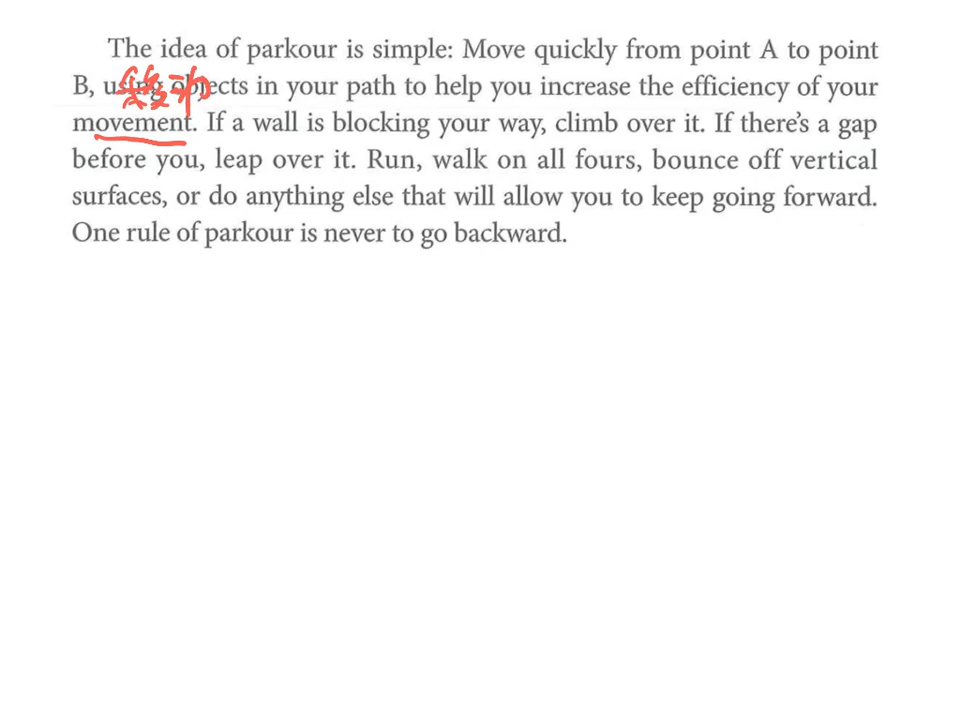 The idea of parkour is simple: Move quickly from point A to point
B, using objects in your path to help you increase the efficiency of your
movement. If a wall is blocking your way, climb over it. If there's a gap
before you, leap over it. Run, walk on all fours, bounce off vertical
surfaces, or do anything else that will allow you to keep going forward.
One rule of parkour is never to go backward.